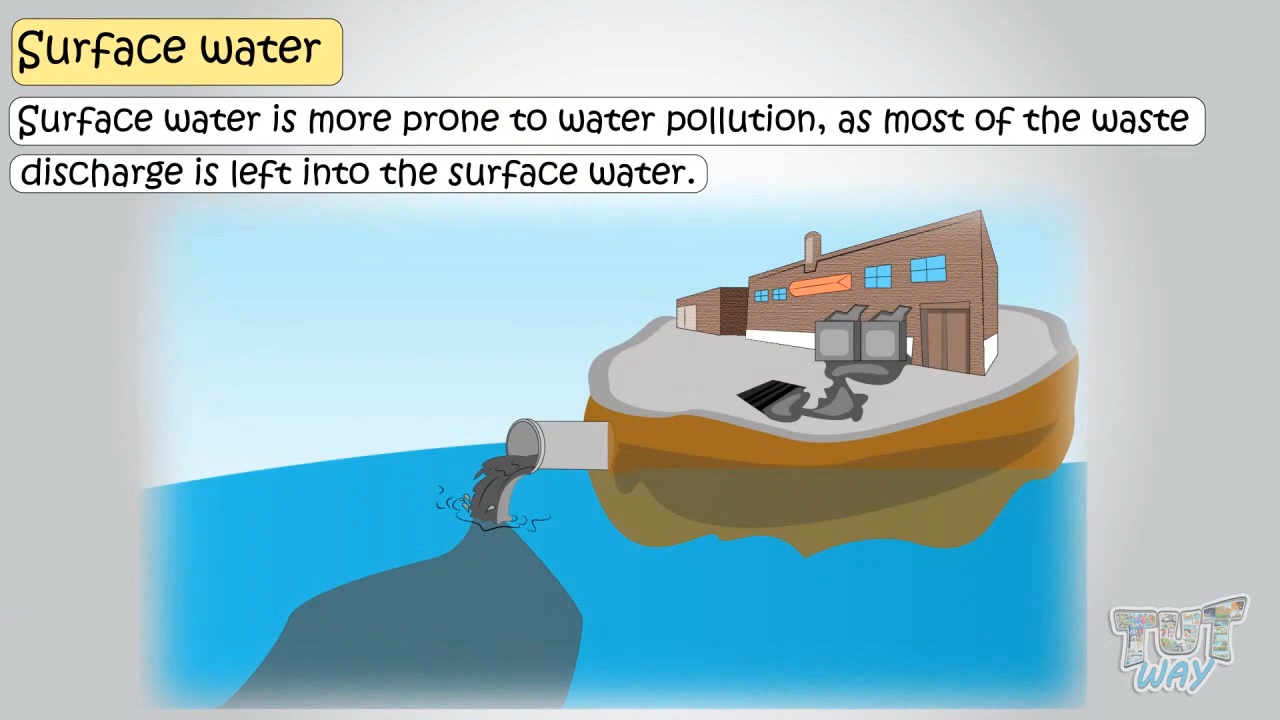 Surface water
Surface water is more prone to water pollution, as most of the waste
discharge is left into the surface water.
TUT
WAY